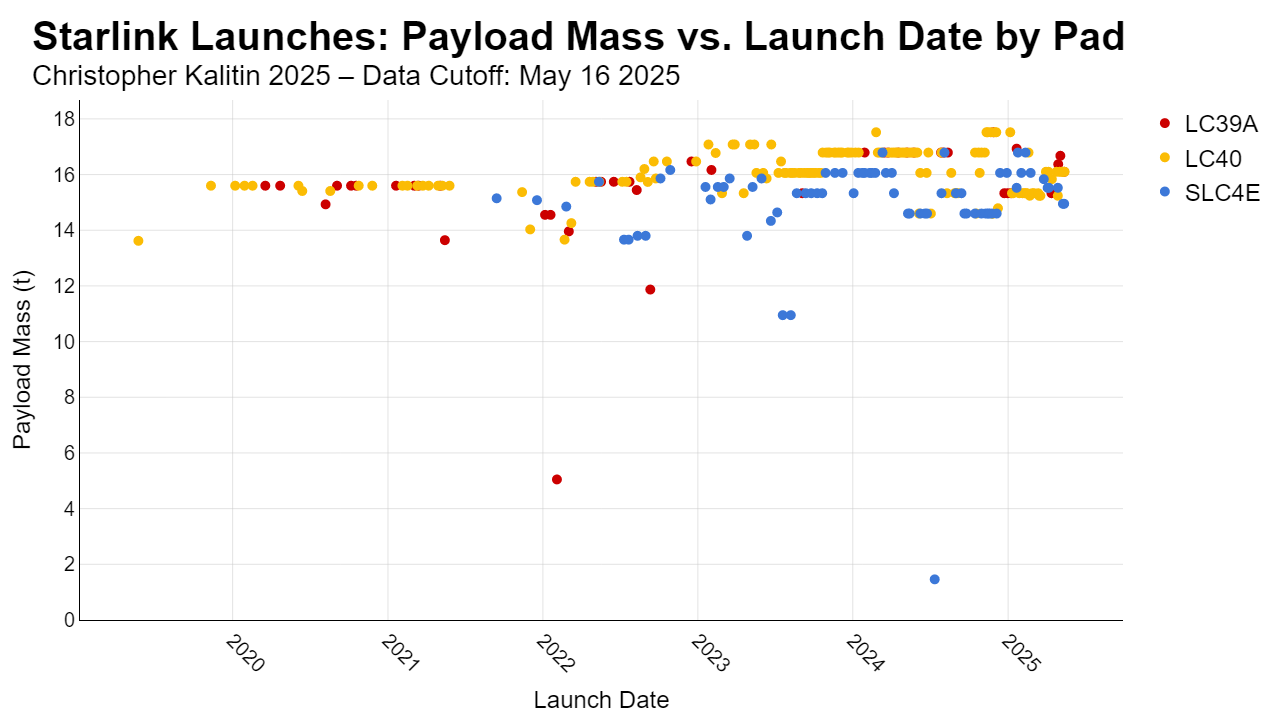 Starlink Launches: Payload Mass vs. Launch Date by Pad
Christopher Kalitin 2025 – Data Cutoff: May 16 2025
LC39A
LC40
SLC4E
Payload Mass (t)
18
16
14
12
10
8
6
4
2
0
2020
2021
2022
2023
2024
2025
Launch Date